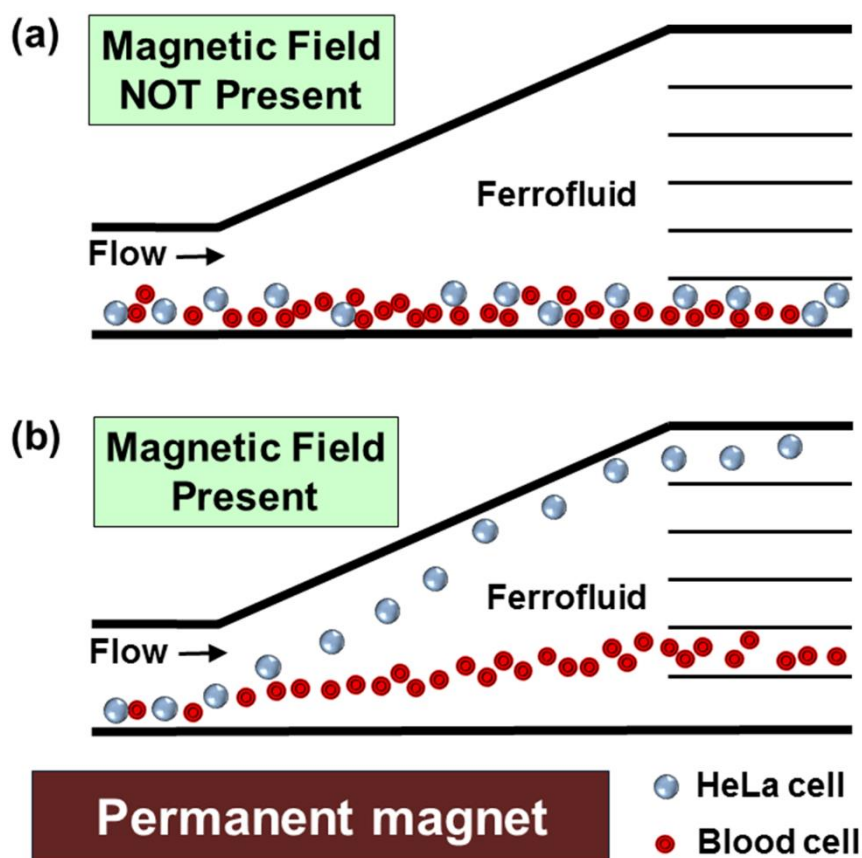 (a)
Magnetic Field
NOT Present
Ferrofluid
Flow
(b)
Magnetic Field
Present
Ferrofluid
Flow
Permanent magnet
HeLa cell
Blood cell